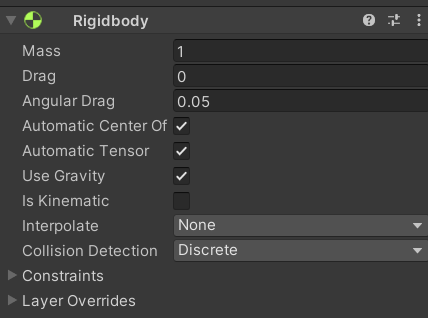 Rigidbody
Mass 1
Drag 0
Angular Drag 0.05
Automatic Center Of
Automatic Tensor
Use Gravity
Is Kinematic
Interpolate None
Collision Detection Discrete
Constraints
Layer Overrides